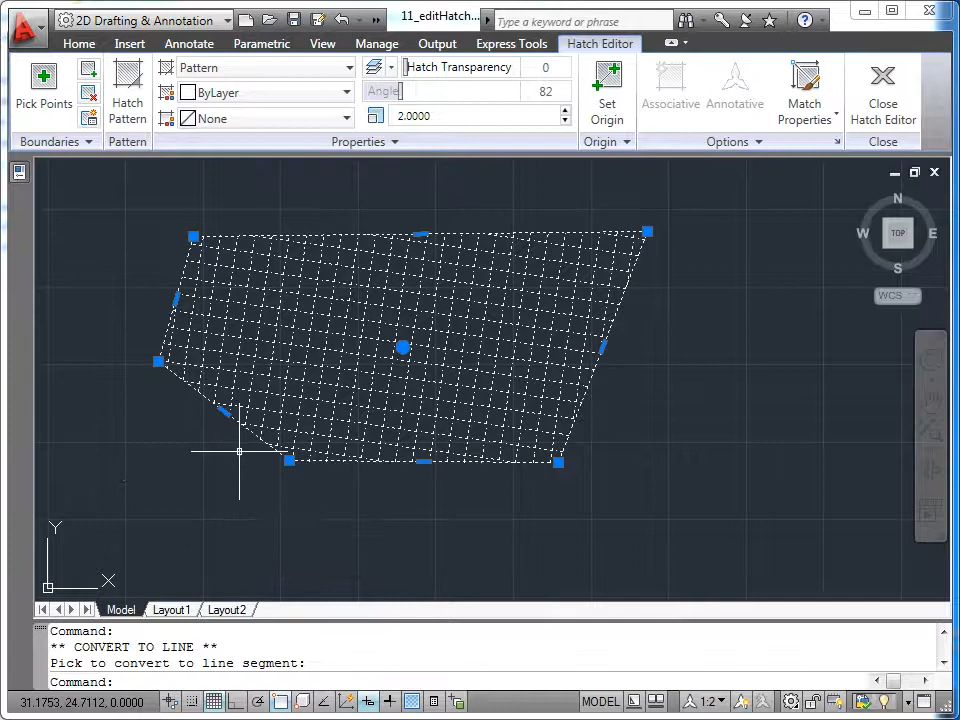 2D Drafting & Annotation
11_editHatch...
Type a keyword or phrase
Home Insert Annotate Parametric View Manage Output Express Tools Hatch Editor
Pick Points
Hatch Pattern
Pattern
ByLayer
None
Hatch Transparency 0
Angle 82
2.0000
Set Origin
Associative
Annotative
Match Properties
Close Hatch Editor
Boundaries Pattern Properties Origin Options Close
N
W TOP E
S
WCS
Y
X
Model Layout1 Layout2
Command:
** CONVERT TO LINE **
Pick to convert to line segment:
Command:
31.1753, 24.7112, 0.0000 MODEL 1:2